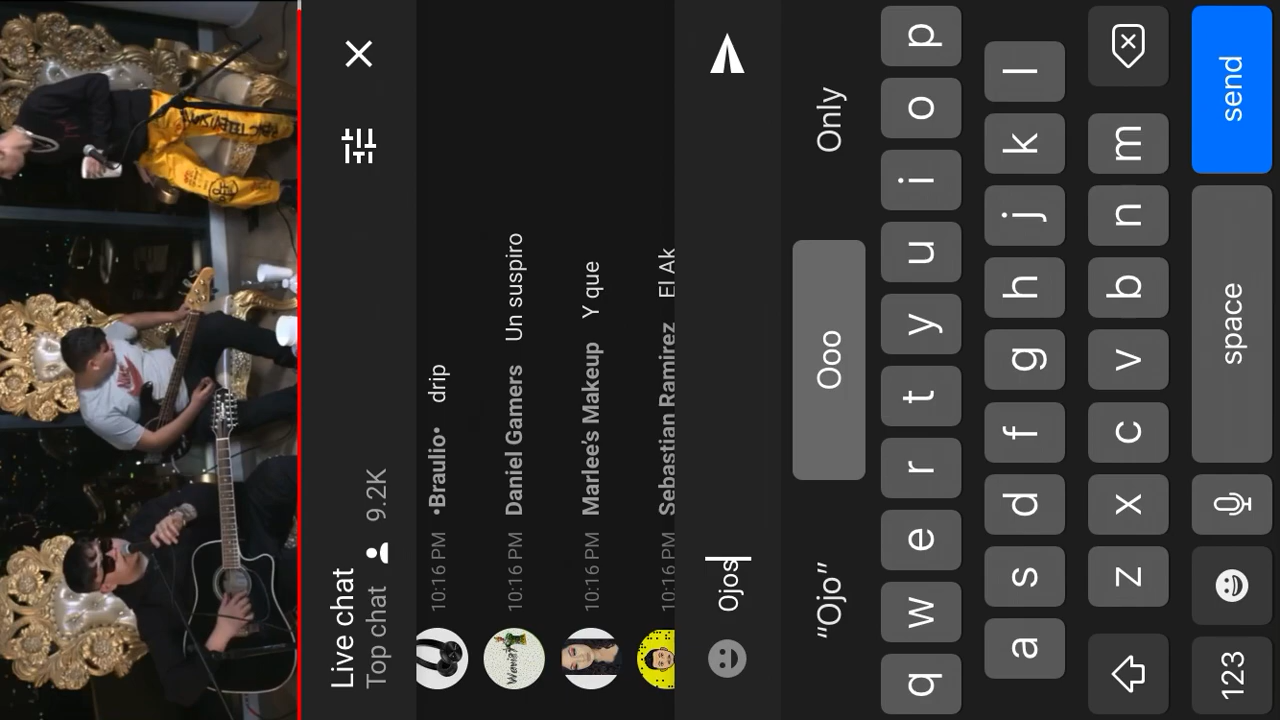 Live chat
Top chat 9.2K
10:16 PM •Braulio• drip
10:16 PM Daniel Gamers Un suspiro
10:16 PM Marlee's Makeup Y que
10:16 PM Sebastian Ramirez El Ak
Ojos
"Ojo" Ooo Only
q w e r t y u i o p
a s d f g h j k l
z x c v b n m
123 space send